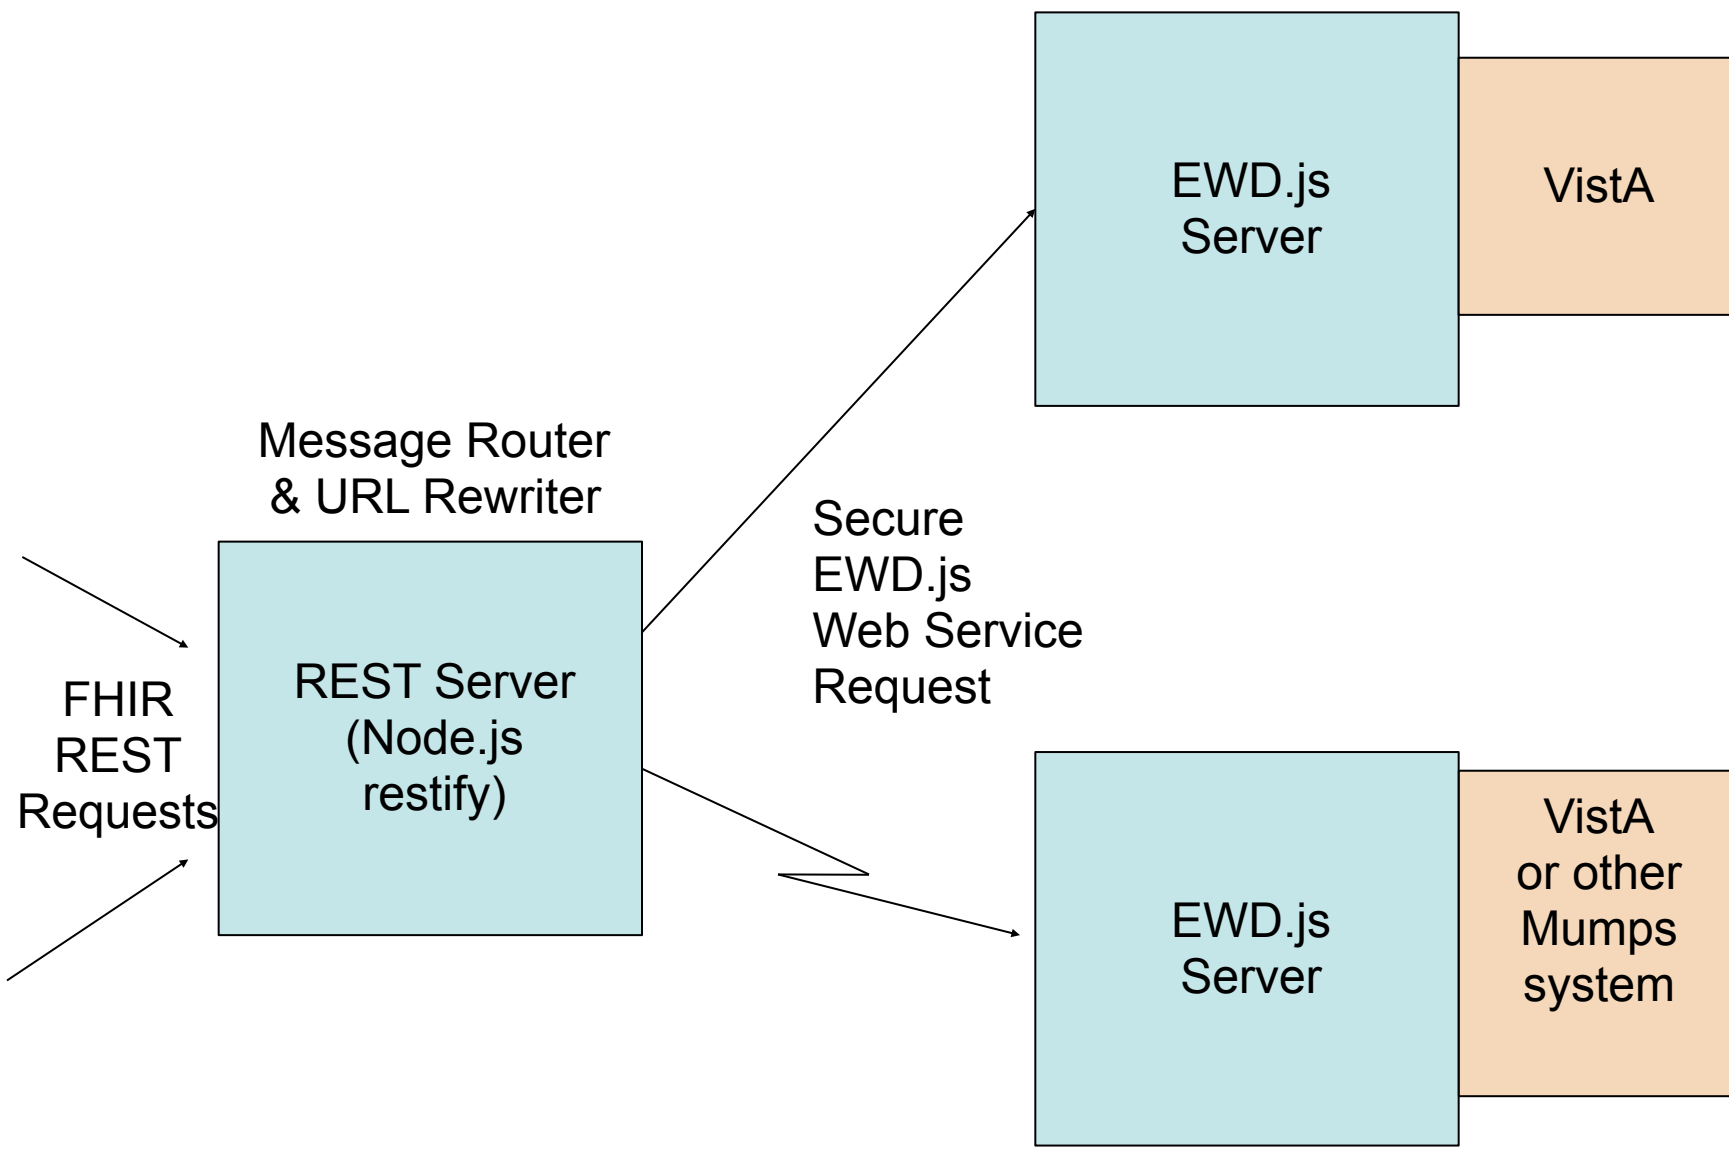 EWD.js
Server
VistA
Message Router
& URL Rewriter
Secure
EWD.js
Web Service
Request
FHIR
REST
Requests
REST Server
(Node.js
restify)
EWD.js
Server
VistA
or other
Mumps
system